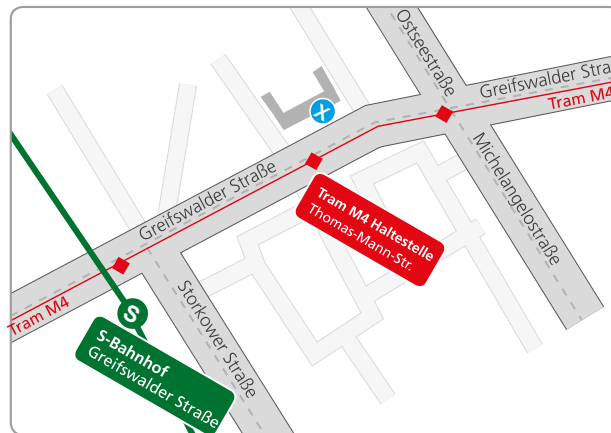 Ostseestraße
Greifswalder Stra
Tram M4
Greifswalder Straße
Michelangelostraße
Tram M4 Haltestelle
Thomas-Mann-Str.
Storkower Straße
Tram M4
S
S-Bahnhof
Greifswalder Straße